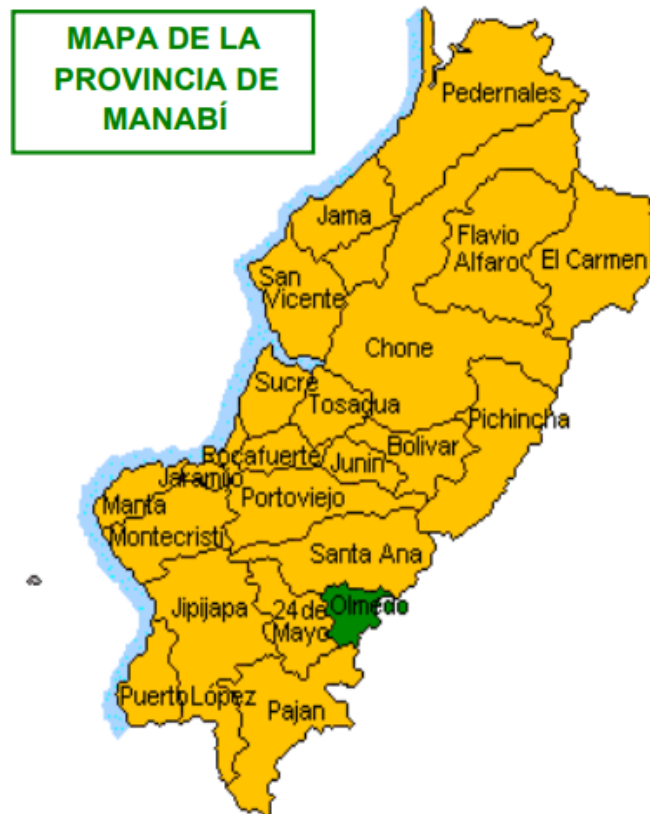 MAPA DE LA
PROVINCIA DE
MANABÍ
Pedernales
Jama
Flavio
Alfaro
El Carmen
San
Vicente
Chone
Sucre
Tosagua
Pichincha
Rocafuerte
Junin
Bolivar
Jaramijo
Manta
Portoviejo
Montecristi
Santa Ana
Jipijapa
24 de
Mayo
Olmedo
Puerto López
Pajan